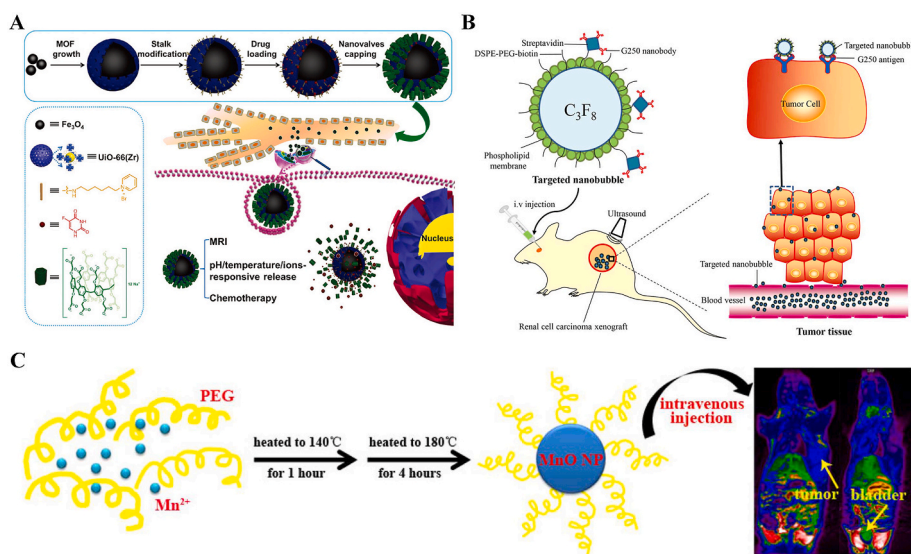 A
MOF
growth
Stalk
modification
Drug
loading
Nanovalves
capping
Fe3O4
UiO-66(Zr)
MRI
pH/temperature/ions-
responsive release
Chemotherapy
Nucleus
B
Streptavidin
DSPE-PEG-biotin
G250 nanobody
C3F8
Phospholipid
membrane
Targeted nanobubble
i.v injection
Ultrasound
Renal cell carcinoma xenograft
Targeted nanobubb
G250 antigen
Tumor Cell
Targeted nanobubble
Blood vessel
Tumor tissue
C
PEG
Mn2+
heated to 140℃
for 1 hour
heated to 180℃
for 4 hours
MnO NP
intravenous
injection
tumor
bladder